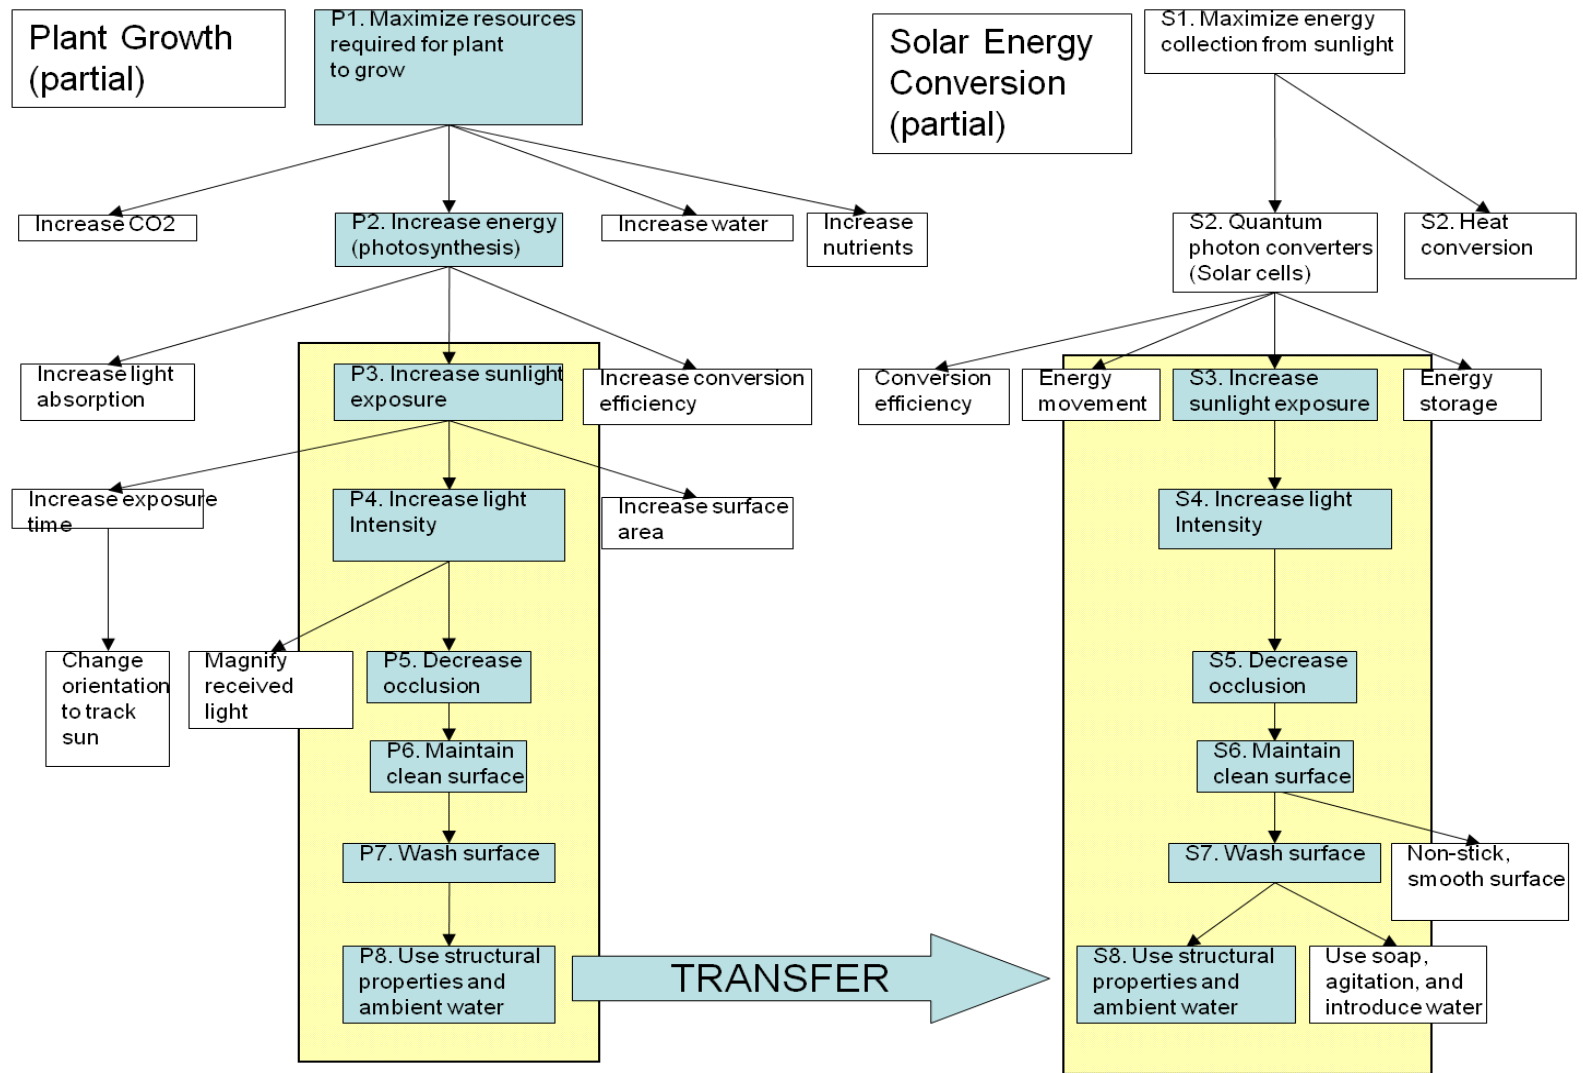 Plant Growth
(partial)
P1. Maximize resources
required for plant
to grow
Solar Energy
Conversion
(partial)
S1. Maximize energy
collection from sunlight
Increase CO2
P2. Increase energy
(photosynthesis)
Increase water
Increase
nutrients
S2. Quantum
photon converters
(Solar cells)
S2. Heat
conversion
Increase light
absorption
P3. Increase sunlight
exposure
Increase conversion
efficiency
Conversion
efficiency
Energy
movement
S3. Increase
sunlight exposure
Energy
storage
Increase exposure
time
P4. Increase light
Intensity
Increase surface
area
S4. Increase light
Intensity
Change
orientation
to track
sun
Magnify
received
light
P5. Decrease
occlusion
S5. Decrease
occlusion
P6. Maintain
clean surface
S6. Maintain
clean surface
P7. Wash surface
S7. Wash surface
Non-stick,
smooth surface
P8. Use structural
properties and
ambient water
TRANSFER
S8. Use structural
properties and
ambient water
Use soap,
agitation, and
introduce water